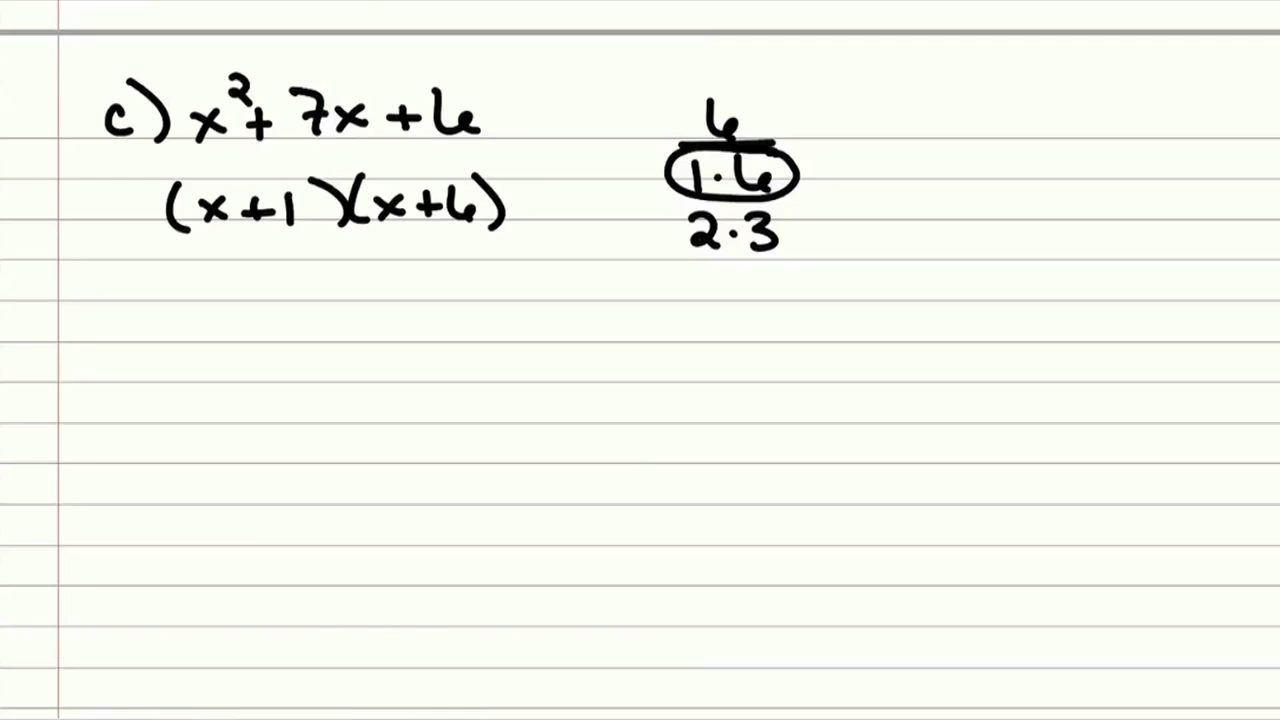 c) x² + 7x + 6
(x + 1)(x + 6)
6
1 · 6
2 · 3